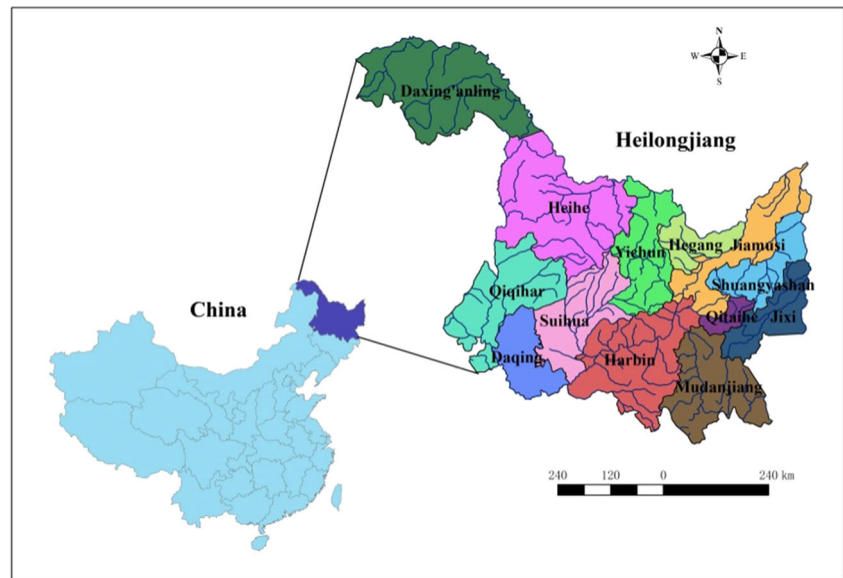 N
W E
S
Daxing'anling
Heilongjiang
Heihe
Yichun
Hegang
Jiamusi
Shuangyashan
Qiqihar
Suihua
Qitaihe
Jixi
Daqing
Harbin
Mudanjiang
China
240 120 0 240 km